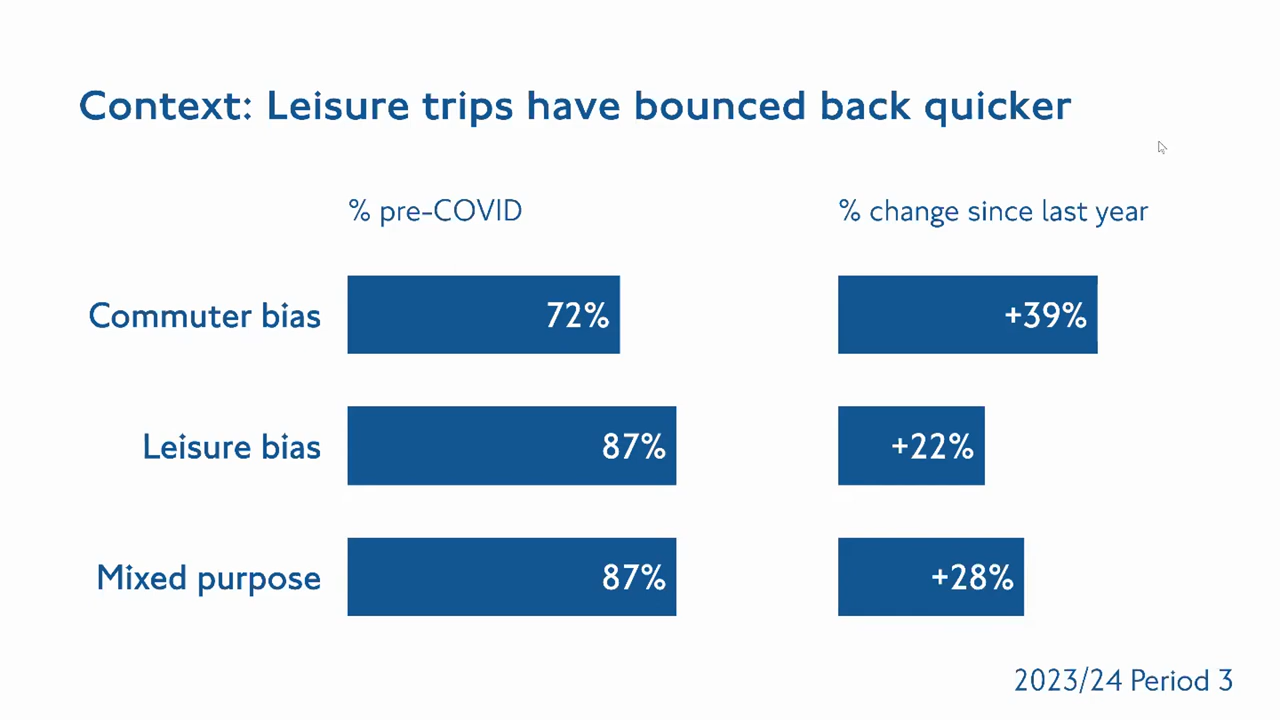 Context: Leisure trips have bounced back quicker
% pre-COVID
% change since last year
Commuter bias
72%
+39%
Leisure bias
87%
+22%
Mixed purpose
87%
+28%
2023/24 Period 3